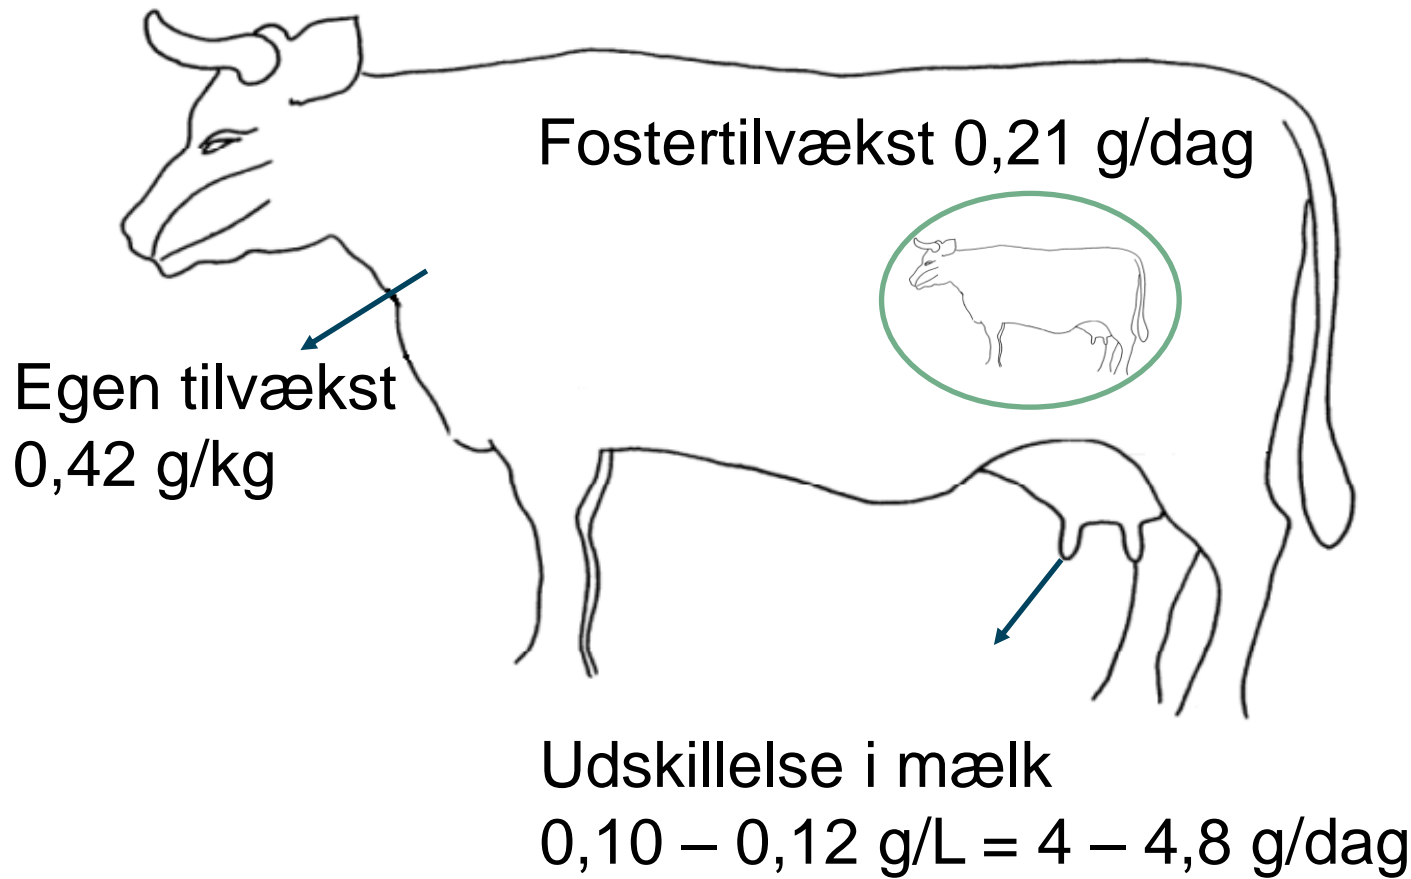 Fostertilvækst 0,21 g/dag
Egen tilvækst
0,42 g/kg
Udskillelse i mælk
0,10 – 0,12 g/L = 4 – 4,8 g/dag